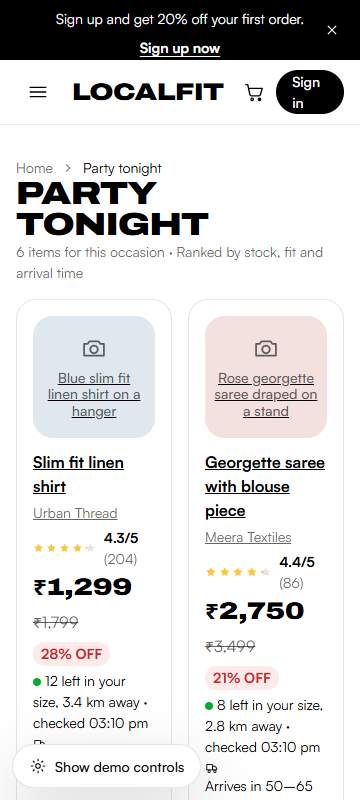 Sign up and get 20% off your first order.
Sign up now
LOCALFIT
Sign
in
Home > Party tonight
PARTY
TONIGHT
6 items for this occasion · Ranked by stock, fit and
arrival time
Blue slim fit
linen shirt on a
hanger
Slim fit linen
shirt
Urban Thread
4.3/5
(204)
₹1,299
₹1,799
28% OFF
12 left in your
size, 3.4 km away ·
checked 03:10 pm
Rose georgette
saree draped on
a stand
Georgette saree
with blouse
piece
Meera Textiles
4.4/5
(86)
₹2,750
₹3,499
21% OFF
8 left in your size,
2.8 km away ·
checked 03:10 pm
Arrives in 50–65
Show demo controls